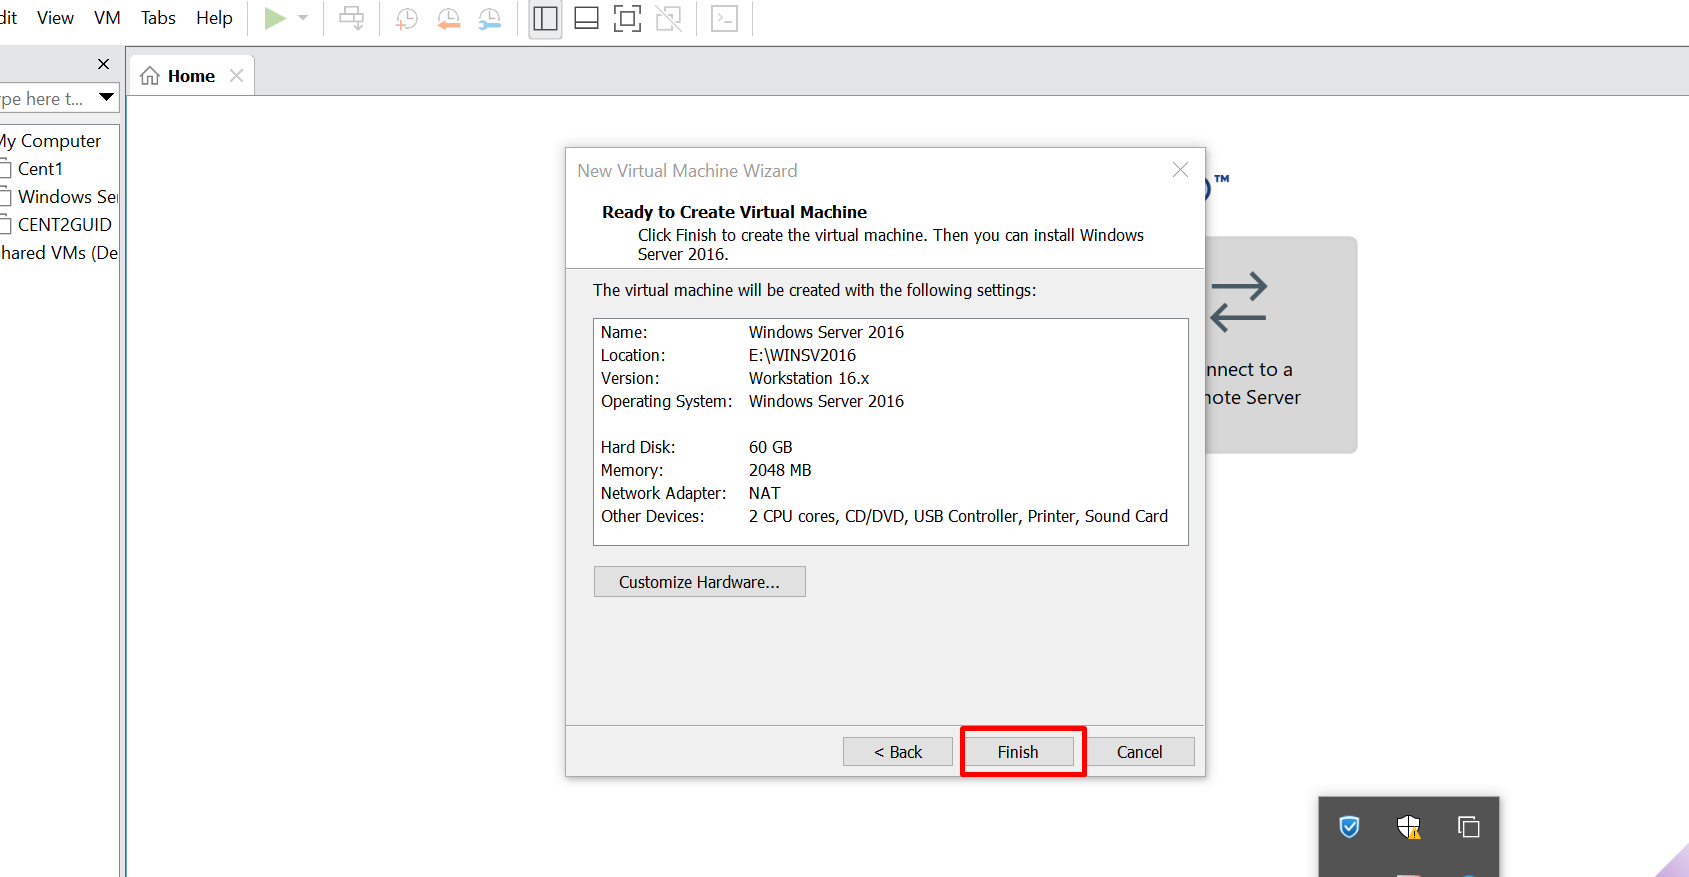 dit View VM Tabs Help
Home
ype here t...
My Computer
Cent1
Windows Ser
CENT2GUID
hared VMs (De
New Virtual Machine Wizard
Ready to Create Virtual Machine
Click Finish to create the virtual machine. Then you can install Windows
Server 2016.
The virtual machine will be created with the following settings:
Name: Windows Server 2016
Location: E:\WINSV2016
Version: Workstation 16.x
Operating System: Windows Server 2016
Hard Disk: 60 GB
Memory: 2048 MB
Network Adapter: NAT
Other Devices: 2 CPU cores, CD/DVD, USB Controller, Printer, Sound Card
Customize Hardware...
< Back Finish Cancel
TM
nnect to a
note Server